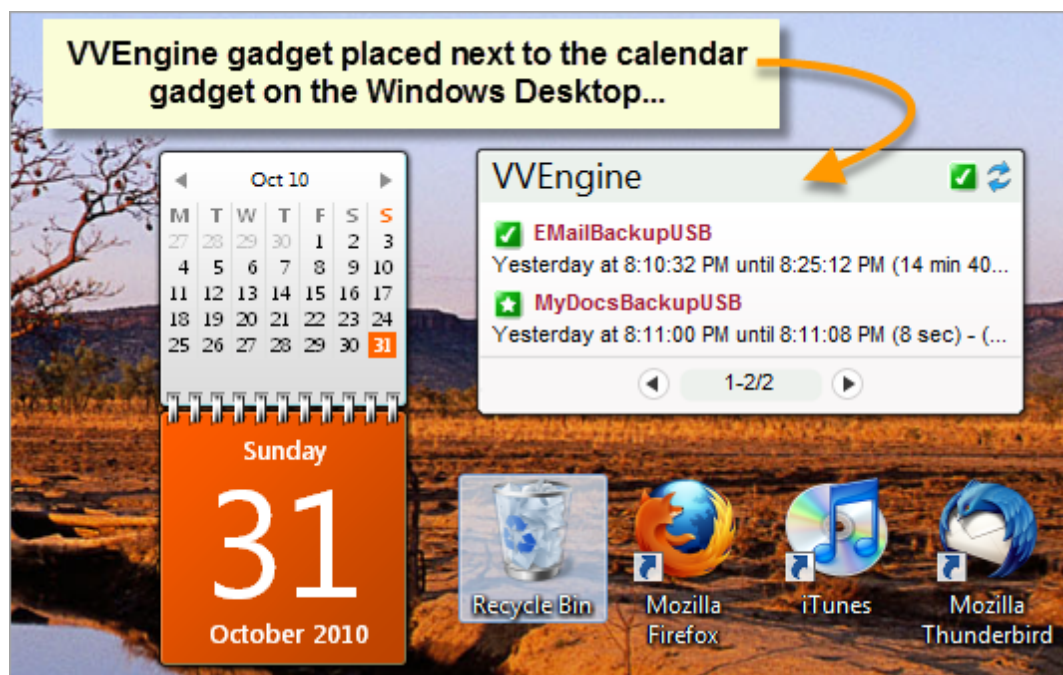 VVEngine gadget placed next to the calendar
gadget on the Windows Desktop...
Oct 10
M T W T F S S
27 28 29 30 1 2 3
4 5 6 7 8 9 10
11 12 13 14 15 16 17
18 19 20 21 22 23 24
25 26 27 28 29 30 31
Sunday
31
October 2010
VVEngine
EMailBackupUSB
Yesterday at 8:10:32 PM until 8:25:12 PM (14 min 40...
MyDocsBackupUSB
Yesterday at 8:11:00 PM until 8:11:08 PM (8 sec) - (...
1-2/2
Recycle Bin
Mozilla
Firefox
iTunes
Mozilla
Thunderbird